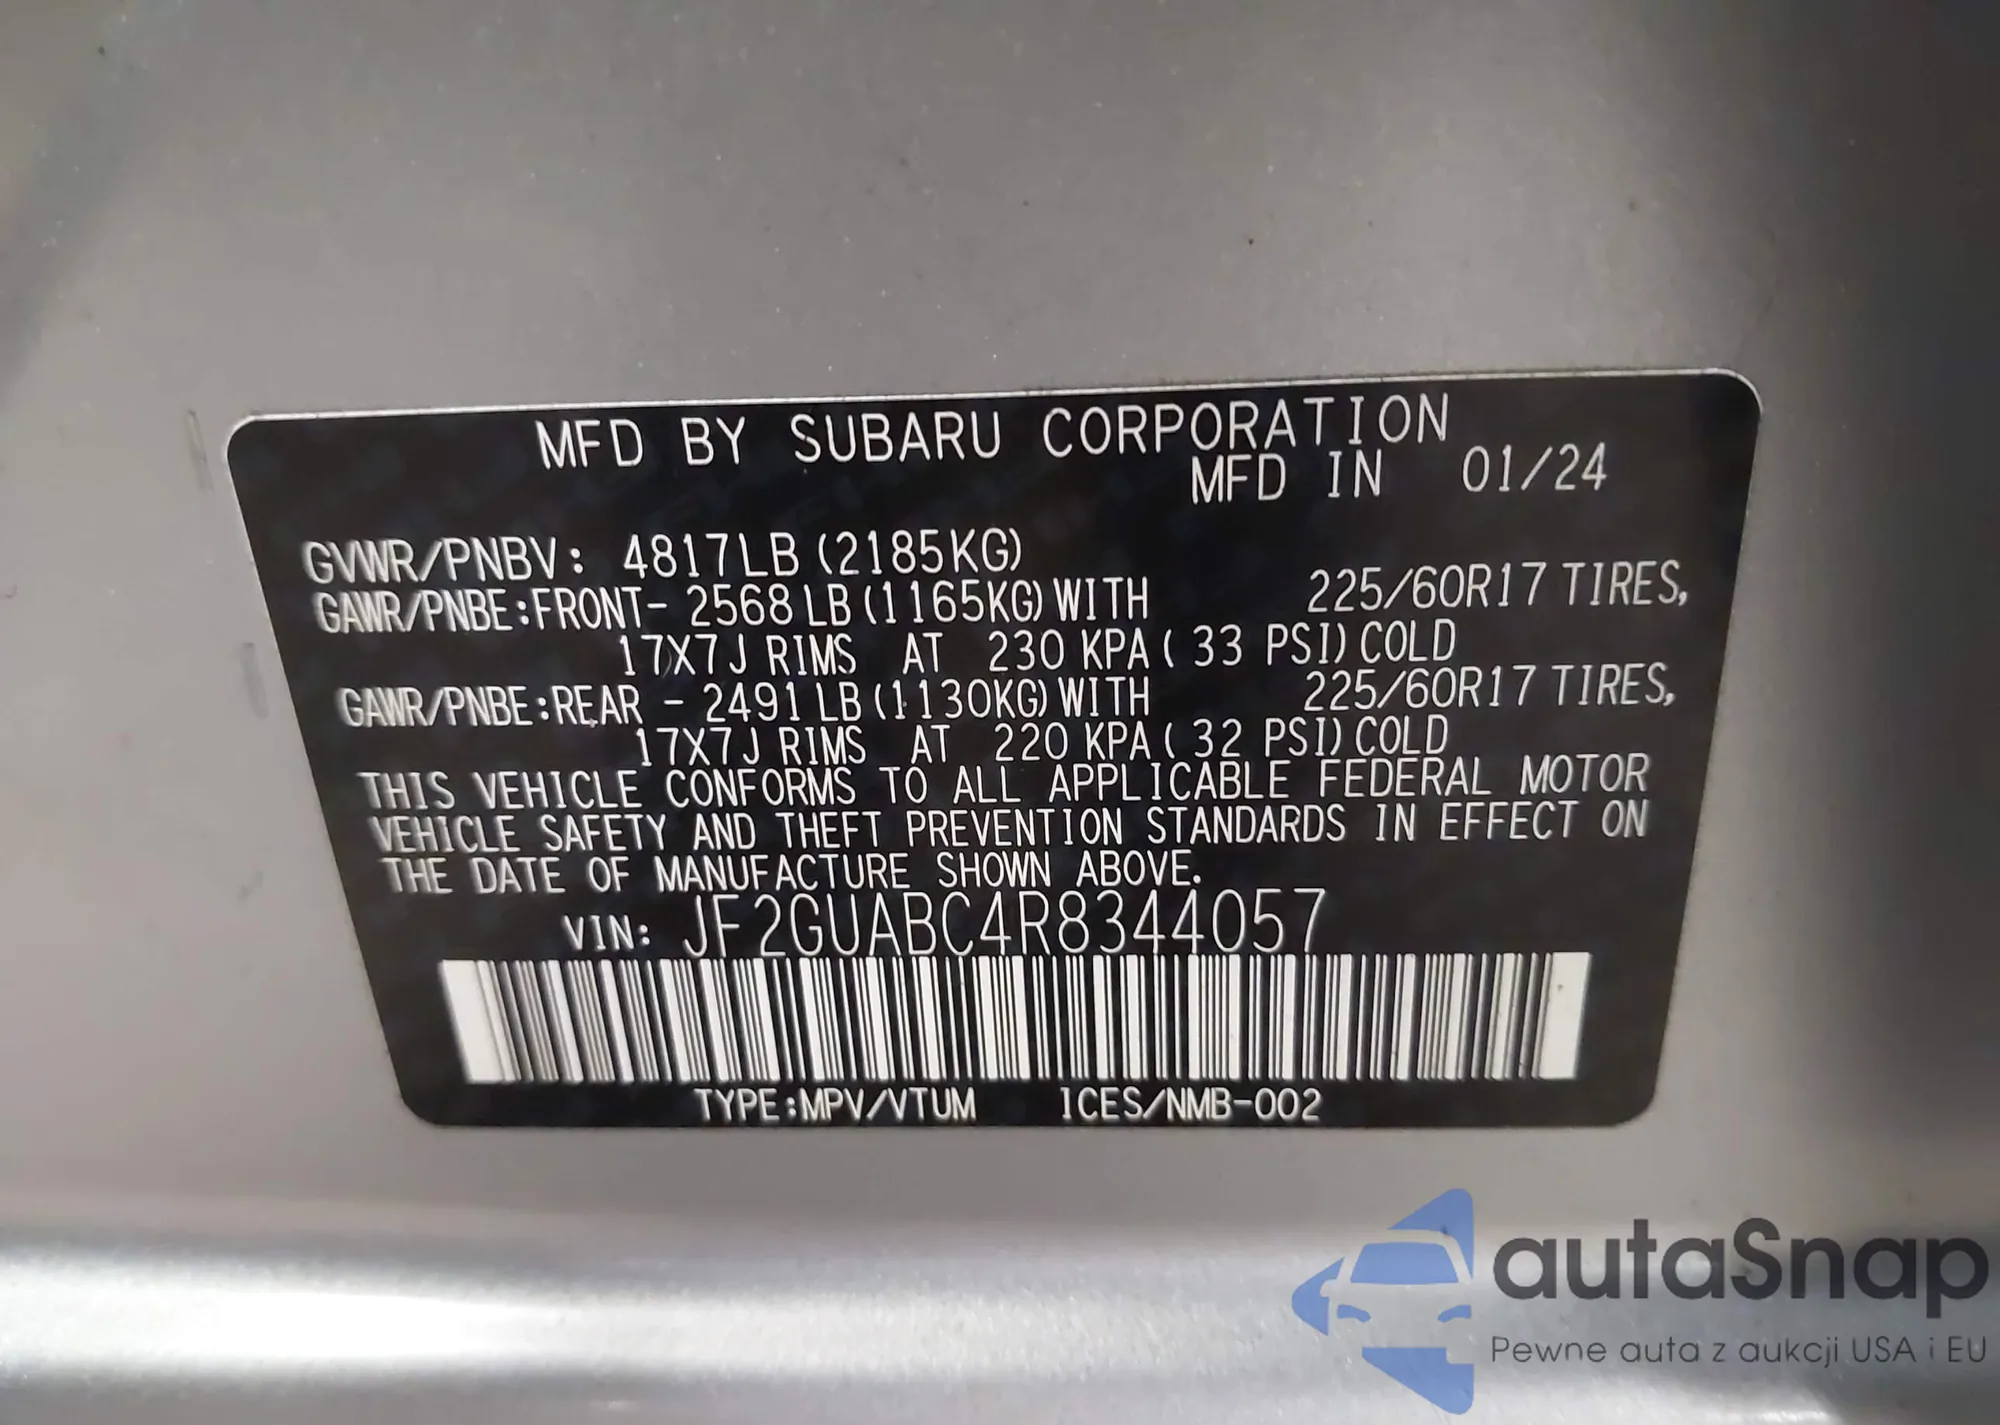 MFD BY SUBARU CORPORATION
MFD IN 01/24
GVWR/PNBV: 4817LB (2185KG)
GAWR/PNBE:FRONT- 2568LB (1165KG) WITH 225/60R17 TIRES,
17X7J RIMS AT 230 KPA ( 33 PSI) COLD
GAWR/PNBE:REAR - 2491LB (1130KG) WITH 225/60R17 TIRES,
17X7J RIMS AT 220 KPA ( 32 PSI) COLD
THIS VEHICLE CONFORMS TO ALL APPLICABLE FEDERAL MOTOR
VEHICLE SAFETY AND THEFT PREVENTION STANDARDS IN EFFECT ON
THE DATE OF MANUFACTURE SHOWN ABOVE.
VIN: JF2GUABC4R8344057
TYPE:MPV/VTUM ICES/NMB-002
autaSnap
Pewne auta z aukcji USA i EU